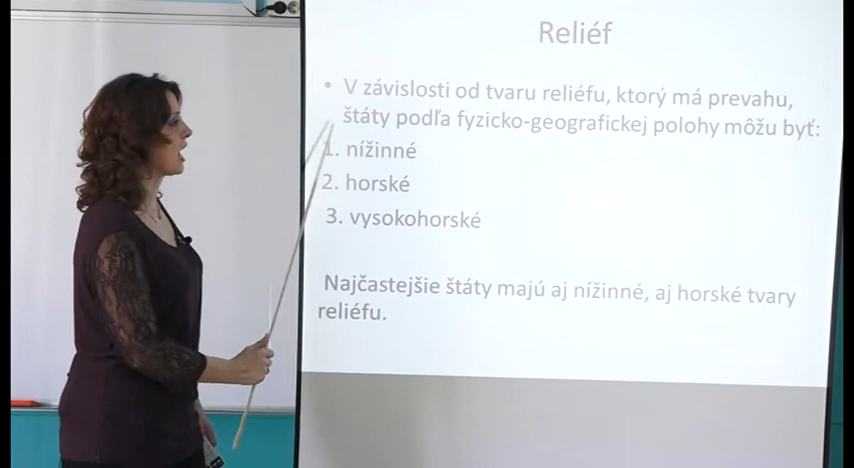 Reliéf
• V závislosti od tvaru reliéfu, ktorý má prevahu,
štáty podľa fyzicko-geografickej polohy môžu byť:
1. nížinné
2. horské
3. vysokohorské
Najčastejšie štáty majú aj nížinné, aj horské tvary
reliéfu.